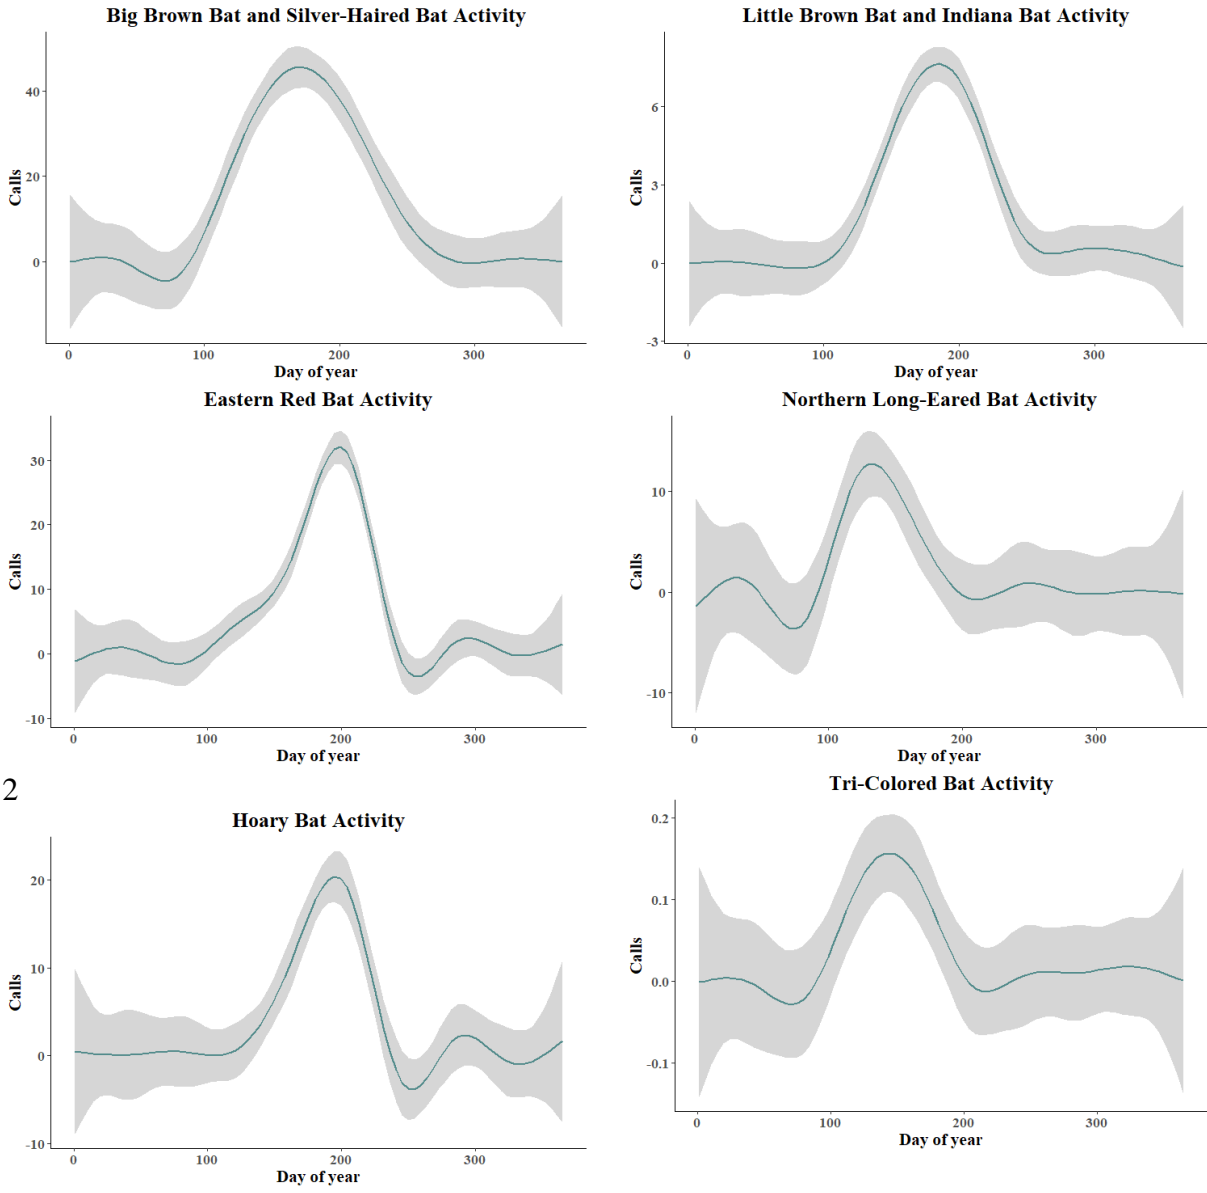 Big Brown Bat and Silver-Haired Bat Activity
40
20
0
Calls
0
100
200
300
Day of year
Little Brown Bat and Indiana Bat Activity
6
3
0
-3
Calls
0
100
200
300
Day of year
Eastern Red Bat Activity
30
20
10
0
-10
Calls
0
100
200
300
Day of year
Northern Long-Eared Bat Activity
10
0
-10
Calls
0
100
200
300
Day of year
2
Hoary Bat Activity
20
10
0
-10
Calls
0
100
200
300
Day of year
Tri-Colored Bat Activity
0.2
0.1
0.0
-0.1
Calls
0
100
200
300
Day of year